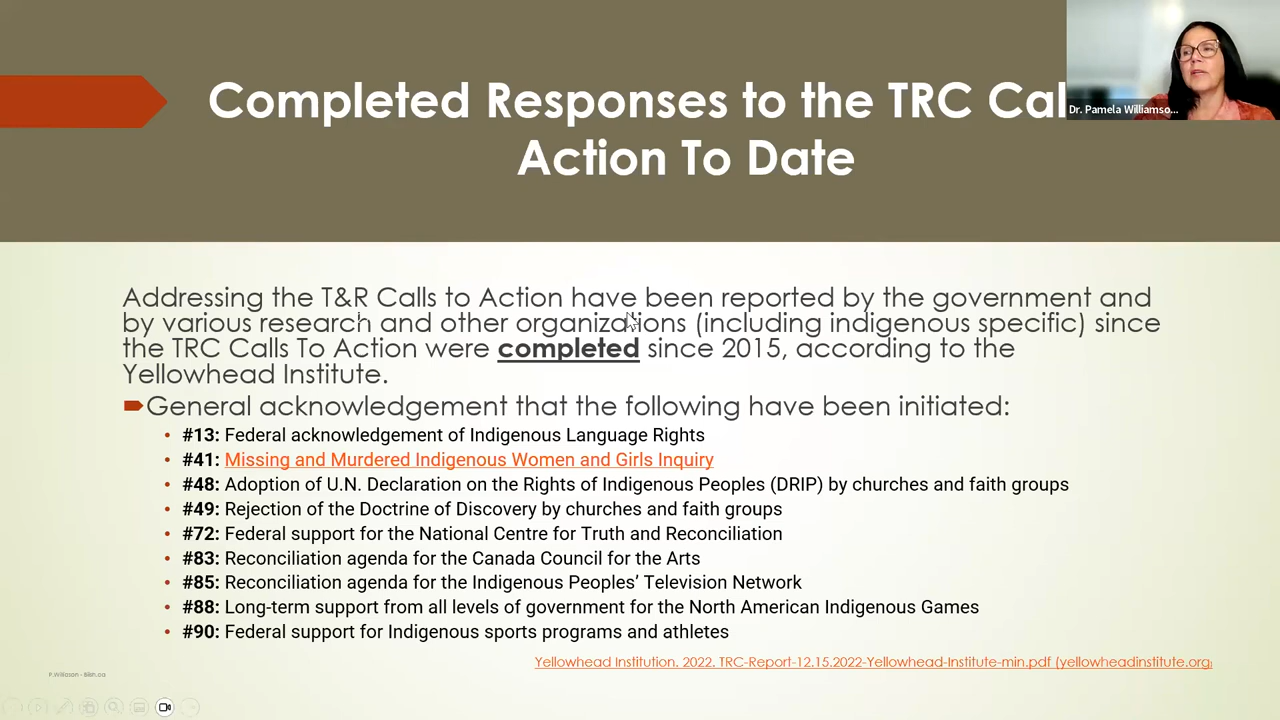 Completed Responses to the TRC Cal
Action To Date
Dr. Pamela Williamso...
Addressing the T&R Calls to Action have been reported by the government and
by various research and other organizations (including indigenous specific) since
the TRC Calls To Action were completed since 2015, according to the
Yellowhead Institute.
General acknowledgement that the following have been initiated:
• #13: Federal acknowledgement of Indigenous Language Rights
• #41: Missing and Murdered Indigenous Women and Girls Inquiry
• #48: Adoption of U.N. Declaration on the Rights of Indigenous Peoples (DRIP) by churches and faith groups
• #49: Rejection of the Doctrine of Discovery by churches and faith groups
• #72: Federal support for the National Centre for Truth and Reconciliation
• #83: Reconciliation agenda for the Canada Council for the Arts
• #85: Reconciliation agenda for the Indigenous Peoples’ Television Network
• #88: Long-term support from all levels of government for the North American Indigenous Games
• #90: Federal support for Indigenous sports programs and athletes
Yellowhead Institution. 2022. TRC-Report-12.15.2022-Yellowhead-Institute-min.pdf (yellowheadinstitute.org)